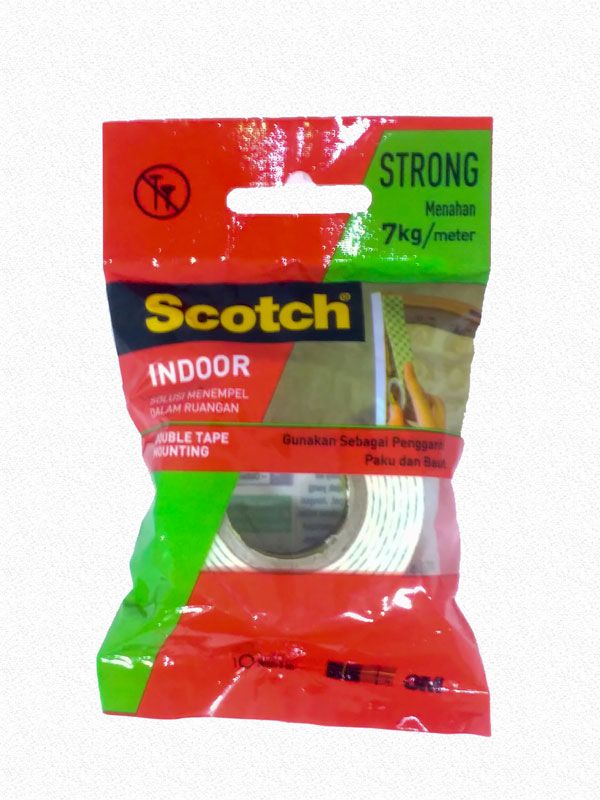 STRONG
Menahan
7kg/meter
Scotch®
INDOOR
SOLUSI MENEMPEL
DALAM RUANGAN
DOUBLE TAPE
MOUNTING
Gunakan Sebagai Pengganti
Paku dan Baut
3M